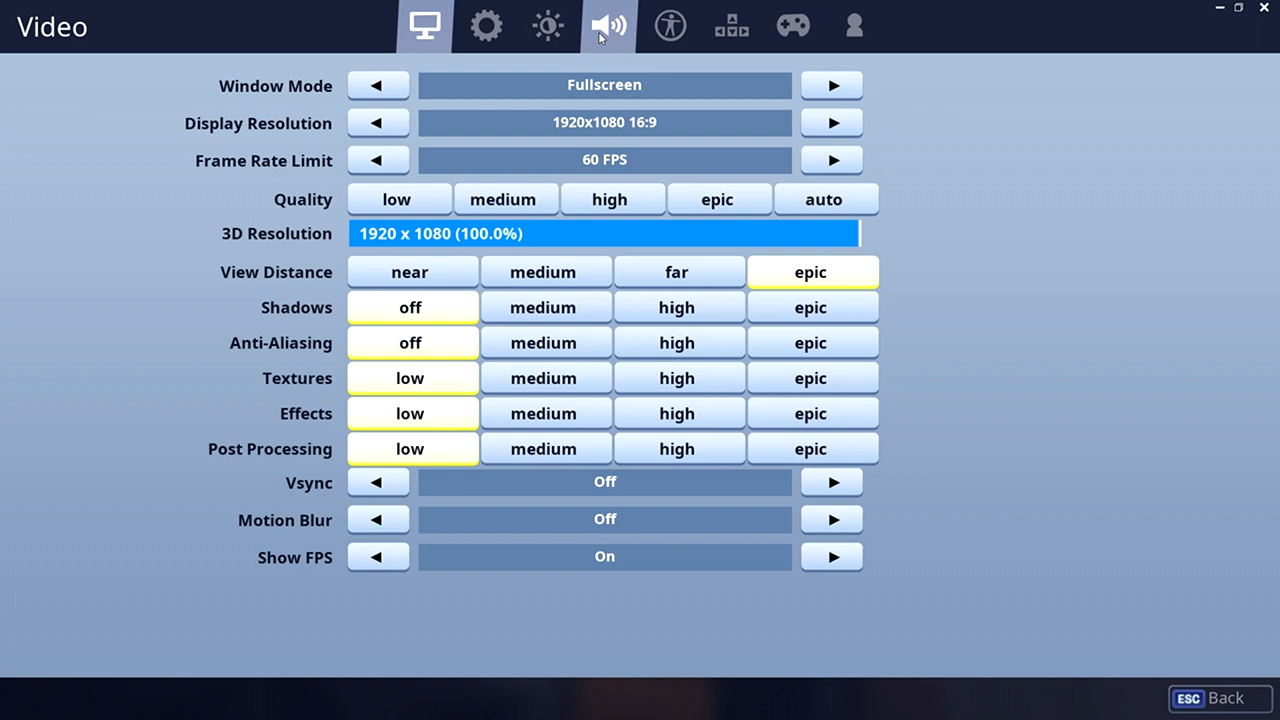 Video
Window Mode ◄ Fullscreen ►
Display Resolution ◄ 1920x1080 16:9 ►
Frame Rate Limit ◄ 60 FPS ►
Quality low medium high epic auto
3D Resolution 1920 x 1080 (100.0%)
View Distance near medium far epic
Shadows off medium high epic
Anti-Aliasing off medium high epic
Textures low medium high epic
Effects low medium high epic
Post Processing low medium high epic
Vsync ◄ Off ►
Motion Blur ◄ Off ►
Show FPS ◄ On ►
ESC Back